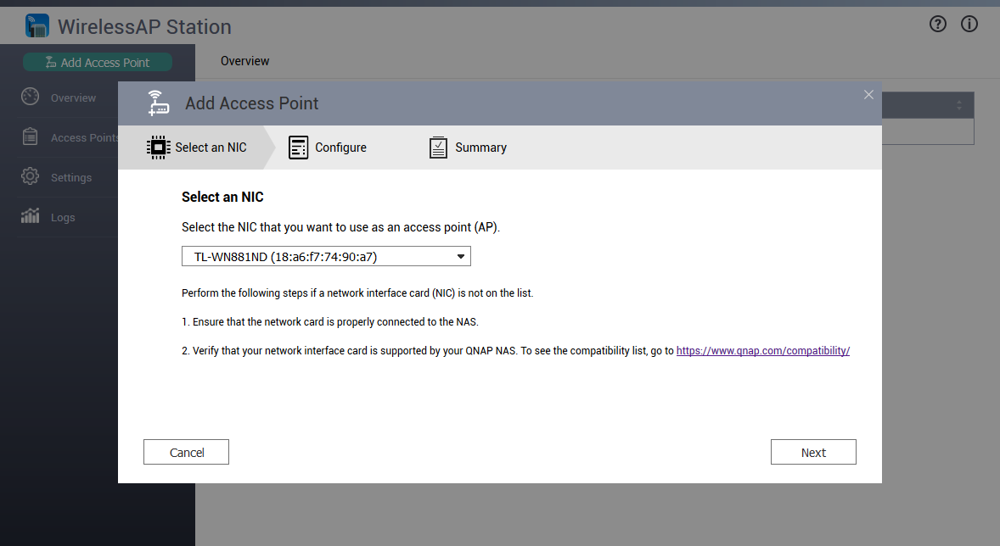 WirelessAP Station
Add Access Point
Overview
Overview
Access Points
Settings
Logs
Add Access Point
Select an NIC
Configure
Summary
Select an NIC
Select the NIC that you want to use as an access point (AP).
TL-WN881ND (18:a6:f7:74:90:a7)
Perform the following steps if a network interface card (NIC) is not on the list.
1. Ensure that the network card is properly connected to the NAS.
2. Verify that your network interface card is supported by your QNAP NAS. To see the compatibility list, go to https://www.qnap.com/compatibility/
Cancel
Next